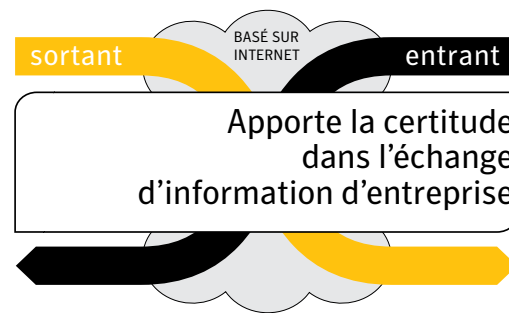 BASÉ SUR
INTERNET
sortant
entrant
Apporte la certitude
dans l’échange
d’information d’entreprise